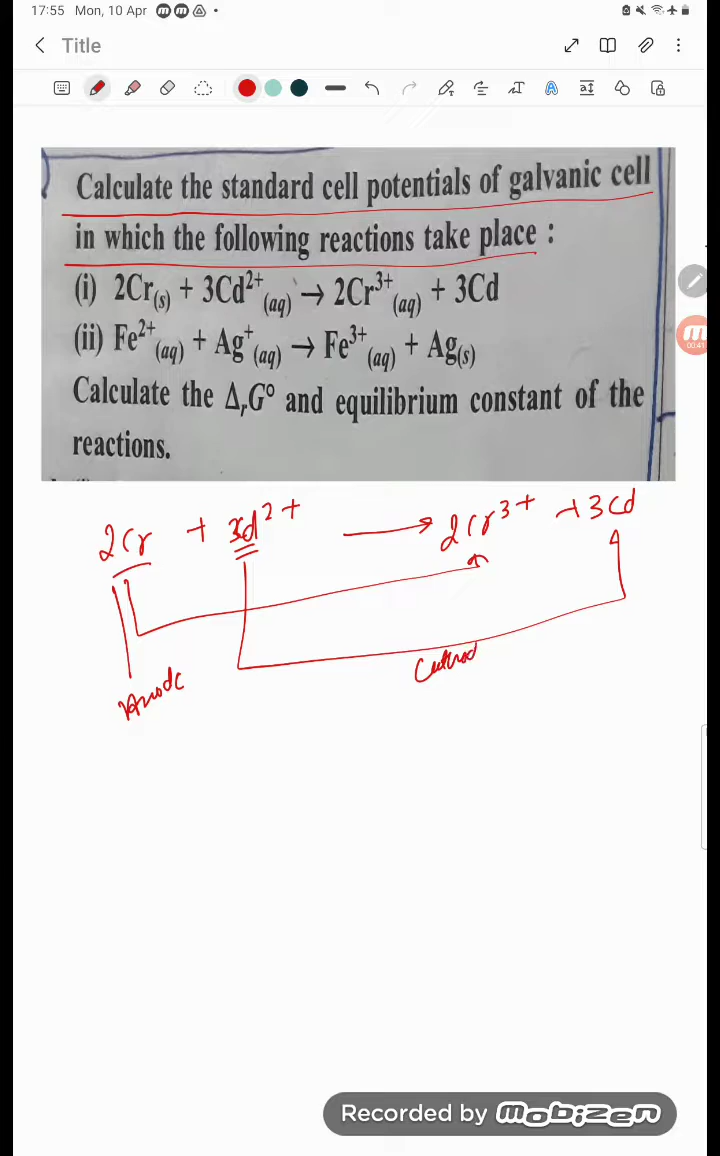 17:55 Mon, 10 Apr
Title
Calculate the standard cell potentials of galvanic cell
in which the following reactions take place :
(i) 2Cr(s) + 3Cd²⁺(aq) → 2Cr³⁺(aq) + 3Cd
(ii) Fe²⁺(aq) + Ag⁺(aq) → Fe³⁺(aq) + Ag(s)
Calculate the ΔrG° and equilibrium constant of the
reactions.
2Cr + 3Cd²⁺ → 2Cr³⁺ + 3Cd
Anode
00:41
Recorded by mobizen